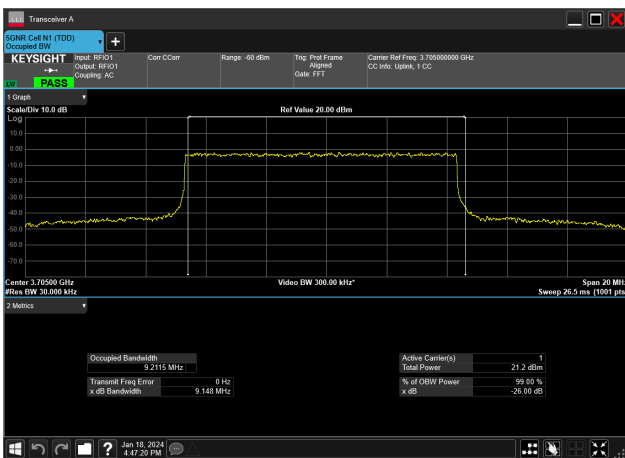 Transceiver A
5GNR Cell N1 (TDD)
Occupied BW
KEYSIGHT
PASS
Input: RFIO1
Output: RFIO1
Coupling: AC
Corr CCorr
Range: -60 dBm
Trig: Prot Frame
Aligned
Gate: FFT
Carrier Ref Freq: 3.705000000 GHz
CC Info: Uplink, 1 CC
1 Graph
Scale/Div 10.0 dB
Ref Value 20.00 dBm
Log
10.0
0.00
-10.0
-20.0
-30.0
-40.0
-50.0
-60.0
-70.0
Center 3.70500 GHz
Video BW 300.00 kHz*
Span 20 MH
#Res BW 30.000 kHz
Sweep 26.5 ms (1001 pts
2 Metrics
Occupied Bandwidth
9.2115 MHz
Transmit Freq Error 0 Hz
x dB Bandwidth 9.148 MHz
Active Carrier(s) 1
Total Power 21.2 dBm
% of OBW Power 99.00 %
x dB -26.00 dB
?
Jan 18, 2024
4:47:20 PM